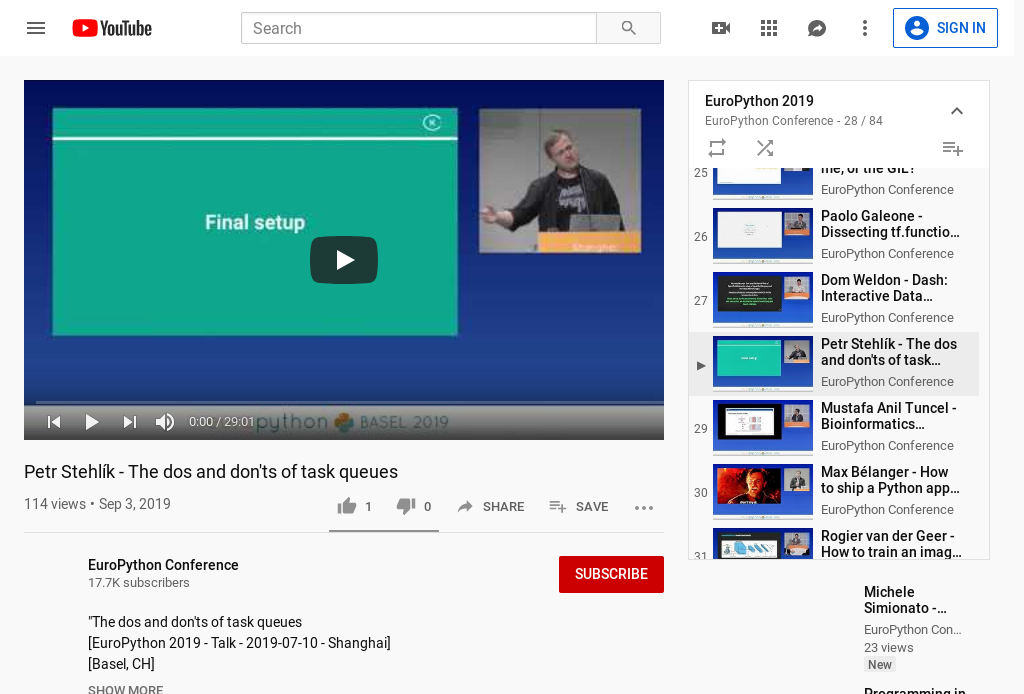 YouTube
Search
SIGN IN
Final setup
Shanghai
python BASEL 2019
0:00 / 29:01
Petr Stehlík - The dos and don'ts of task queues
114 views • Sep 3, 2019
1
0
SHARE
SAVE
EuroPython Conference
17.7K subscribers
SUBSCRIBE
"The dos and don'ts of task queues
[EuroPython 2019 - Talk - 2019-07-10 - Shanghai]
[Basel, CH]
SHOW MORE
EuroPython 2019
EuroPython Conference - 28 / 84
25
me, or the GIL?
EuroPython Conference
26
Paolo Galeone -
Dissecting tf.functio...
EuroPython Conference
27
Dom Weldon - Dash:
Interactive Data...
EuroPython Conference
Petr Stehlík - The dos
and don'ts of task...
EuroPython Conference
29
Mustafa Anil Tuncel -
Bioinformatics...
EuroPython Conference
30
Max Bélanger - How
to ship a Python app...
EuroPython Conference
31
Rogier van der Geer -
How to train an imag...
Michele
Simionato -...
EuroPython Con...
23 views
New
Programming in